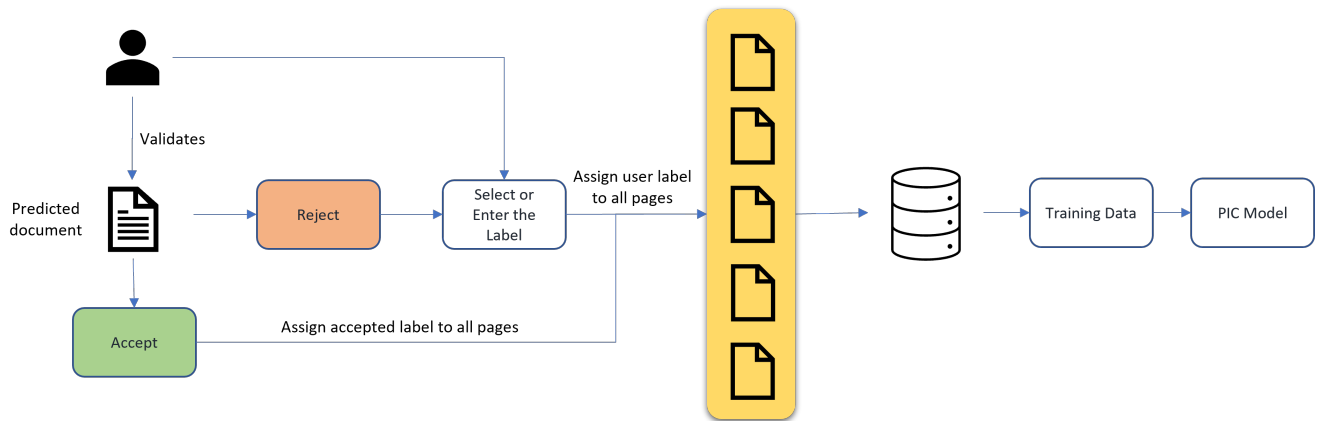 Validates
Predicted
document
Reject
Select or
Enter the
Label
Assign user label
to all pages
Training Data
PIC Model
Accept
Assign accepted label to all pages